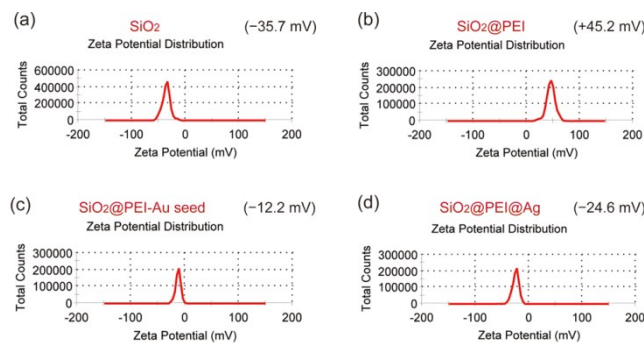 (a) SiO₂ (−35.7 mV)
Zeta Potential Distribution
Total Counts
600000
400000
200000
0
-200 -100 0 100 200
Zeta Potential (mV)
(b) SiO₂@PEI (+45.2 mV)
Zeta Potential Distribution
Total Counts
300000
200000
100000
0
-200 -100 0 100 200
Zeta Potential (mV)
(c) SiO₂@PEI-Au seed (−12.2 mV)
Zeta Potential Distribution
Total Counts
300000
200000
100000
0
-200 -100 0 100 200
Zeta Potential (mV)
(d) SiO₂@PEI@Ag (−24.6 mV)
Zeta Potential Distribution
Total Counts
300000
200000
100000
0
-200 -100 0 100 200
Zeta Potential (mV)